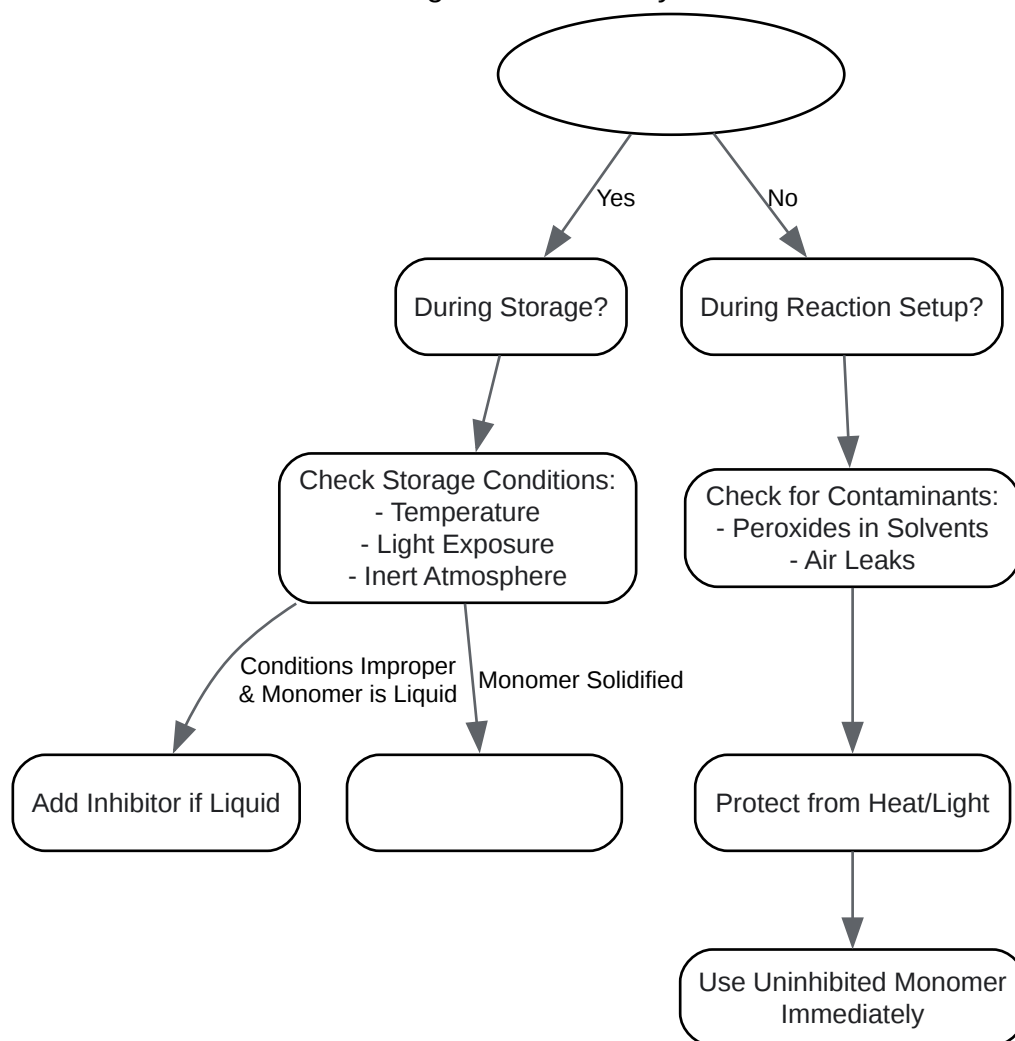 Yes
No
During Storage?
During Reaction Setup?
Check Storage Conditions:
- Temperature
- Light Exposure
- Inert Atmosphere
Check for Contaminants:
- Peroxides in Solvents
- Air Leaks
Conditions Improper
& Monomer is Liquid
Monomer Solidified
Add Inhibitor if Liquid
Protect from Heat/Light
Use Uninhibited Monomer
Immediately